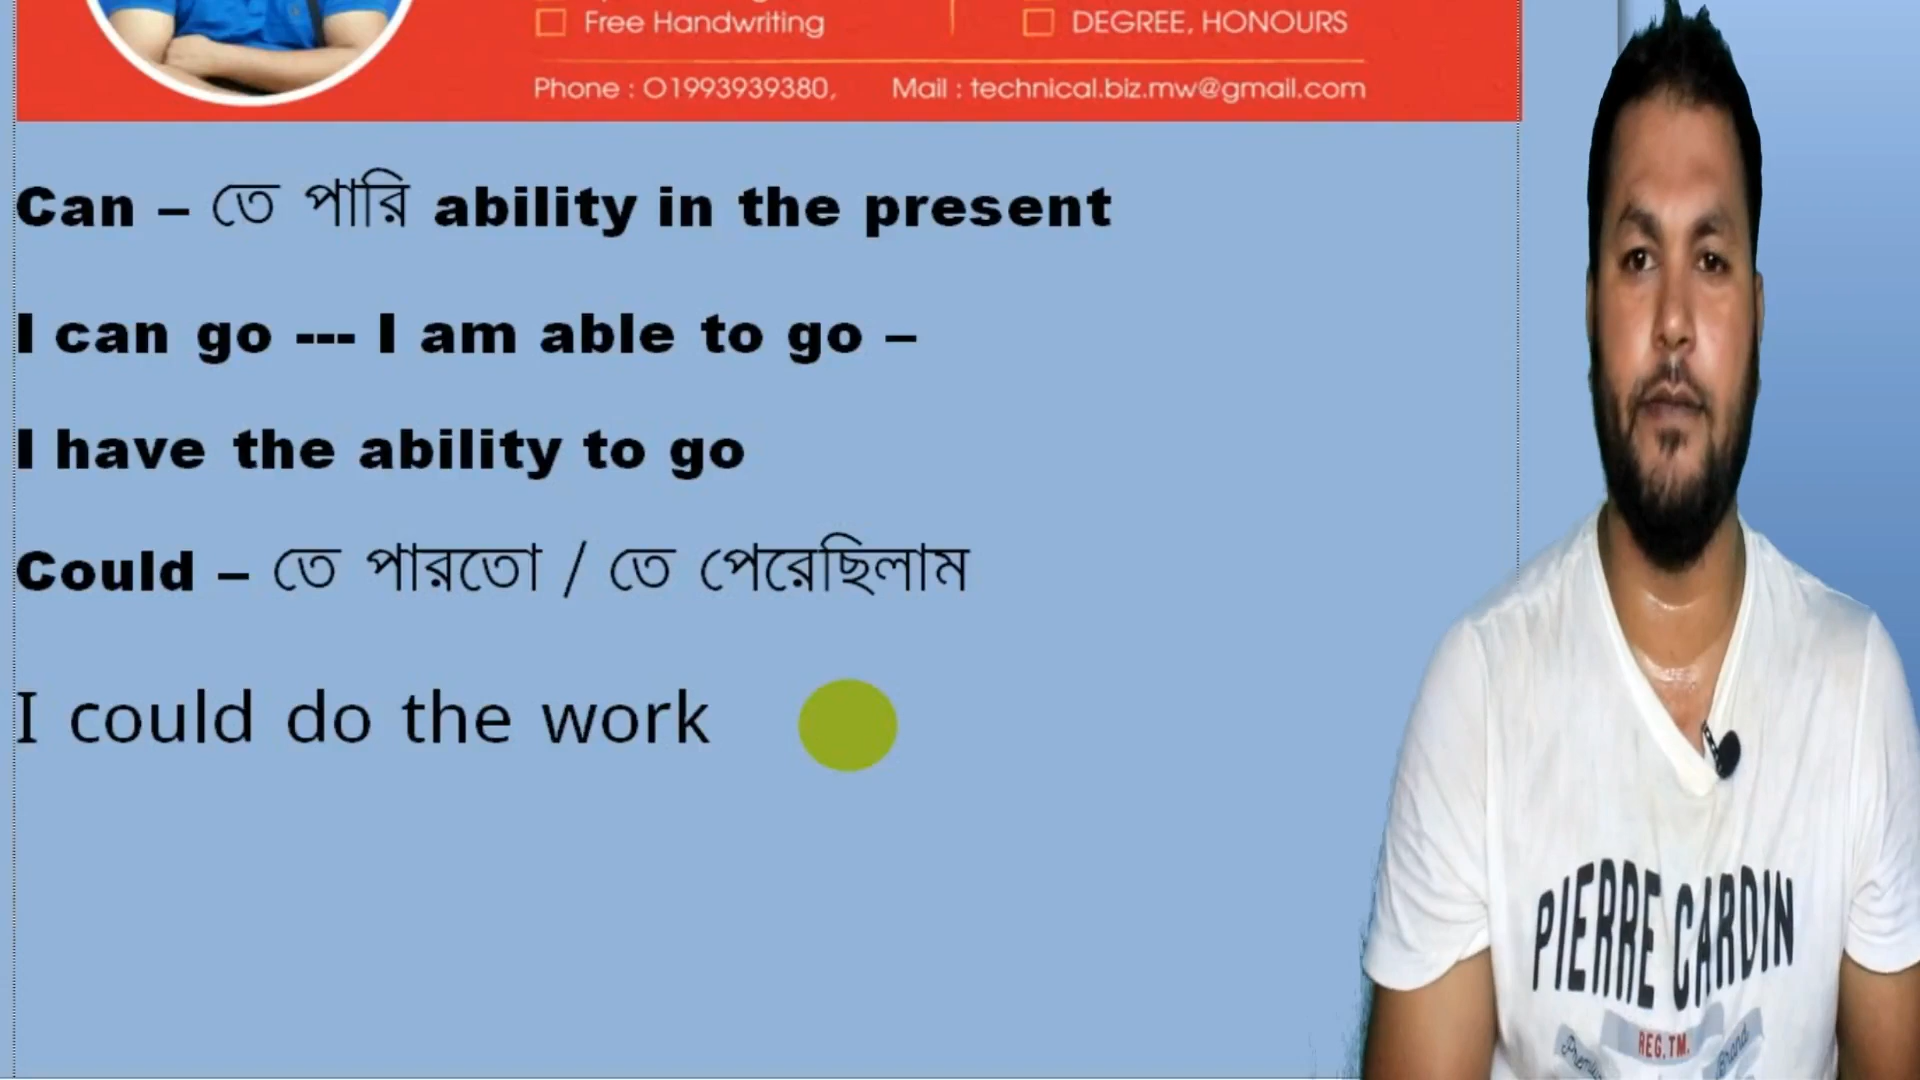 Free Handwriting
DEGREE, HONOURS
Phone : 01993939380,
Mail : technical.biz.mw@gmail.com
Can – তে পারি ability in the present
I can go --- I am able to go –
I have the ability to go
Could – তে পারতো / তে পেরেছিলাম
I could do the work
PIERRE CARDIN
REG.TM.